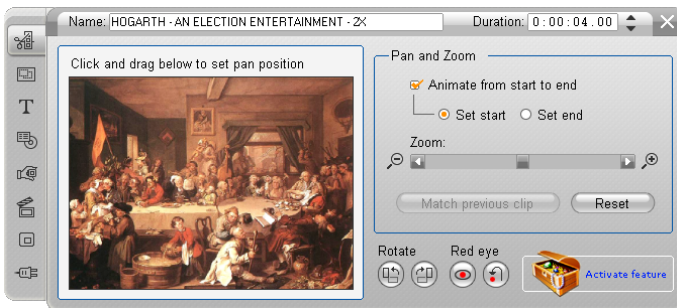 Name: HOGARTH - AN ELECTION ENTERTAINMENT - 2X Duration: 0:00:04.00
Click and drag below to set pan position
Pan and Zoom
Animate from start to end
Set start Set end
Zoom:
Match previous clip Reset
Rotate Red eye
Activate feature
T